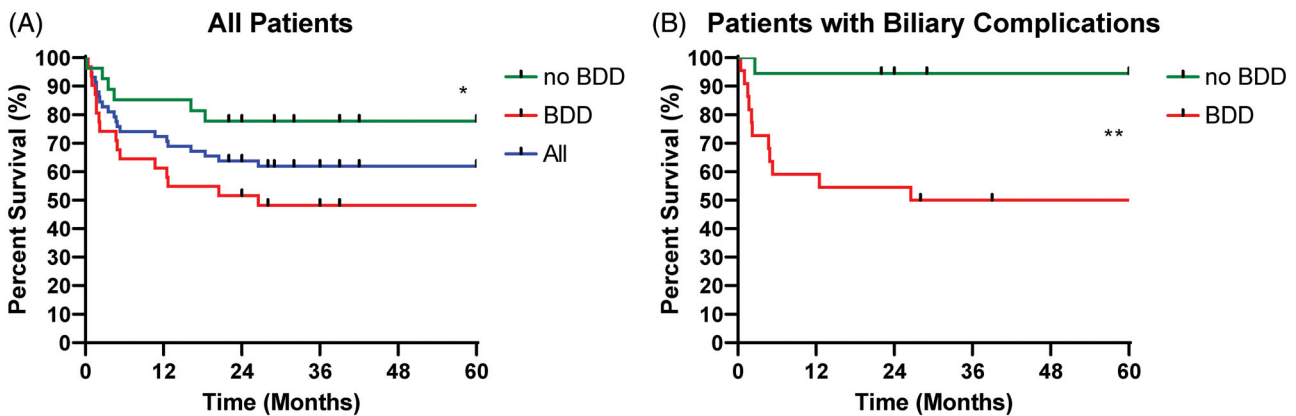 (A) All Patients
Percent Survival (%)
100
90
80
70
60
50
40
30
20
10
0
0 12 24 36 48 60
Time (Months)
*
no BDD
BDD
All
(B) Patients with Biliary Complications
Percent Survival (%)
100
90
80
70
60
50
40
30
20
10
0
0 12 24 36 48 60
Time (Months)
**
no BDD
BDD